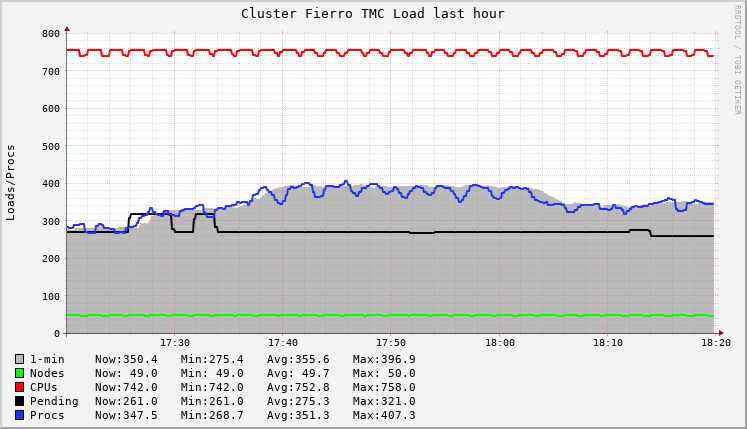 Cluster Fierro TMC Load last hour
RRDTOOL / TOBI OETIKER
Loads/Procs
800
700
600
500
400
300
200
100
0
17:30 17:40 17:50 18:00 18:10 18:20
1-min Now:350.4 Min:275.4 Avg:355.6 Max:396.9
Nodes Now: 49.0 Min: 49.0 Avg: 49.7 Max: 50.0
CPUs Now:742.0 Min:742.0 Avg:752.8 Max:758.0
Pending Now:261.0 Min:261.0 Avg:275.3 Max:321.0
Procs Now:347.5 Min:268.7 Avg:351.3 Max:407.3